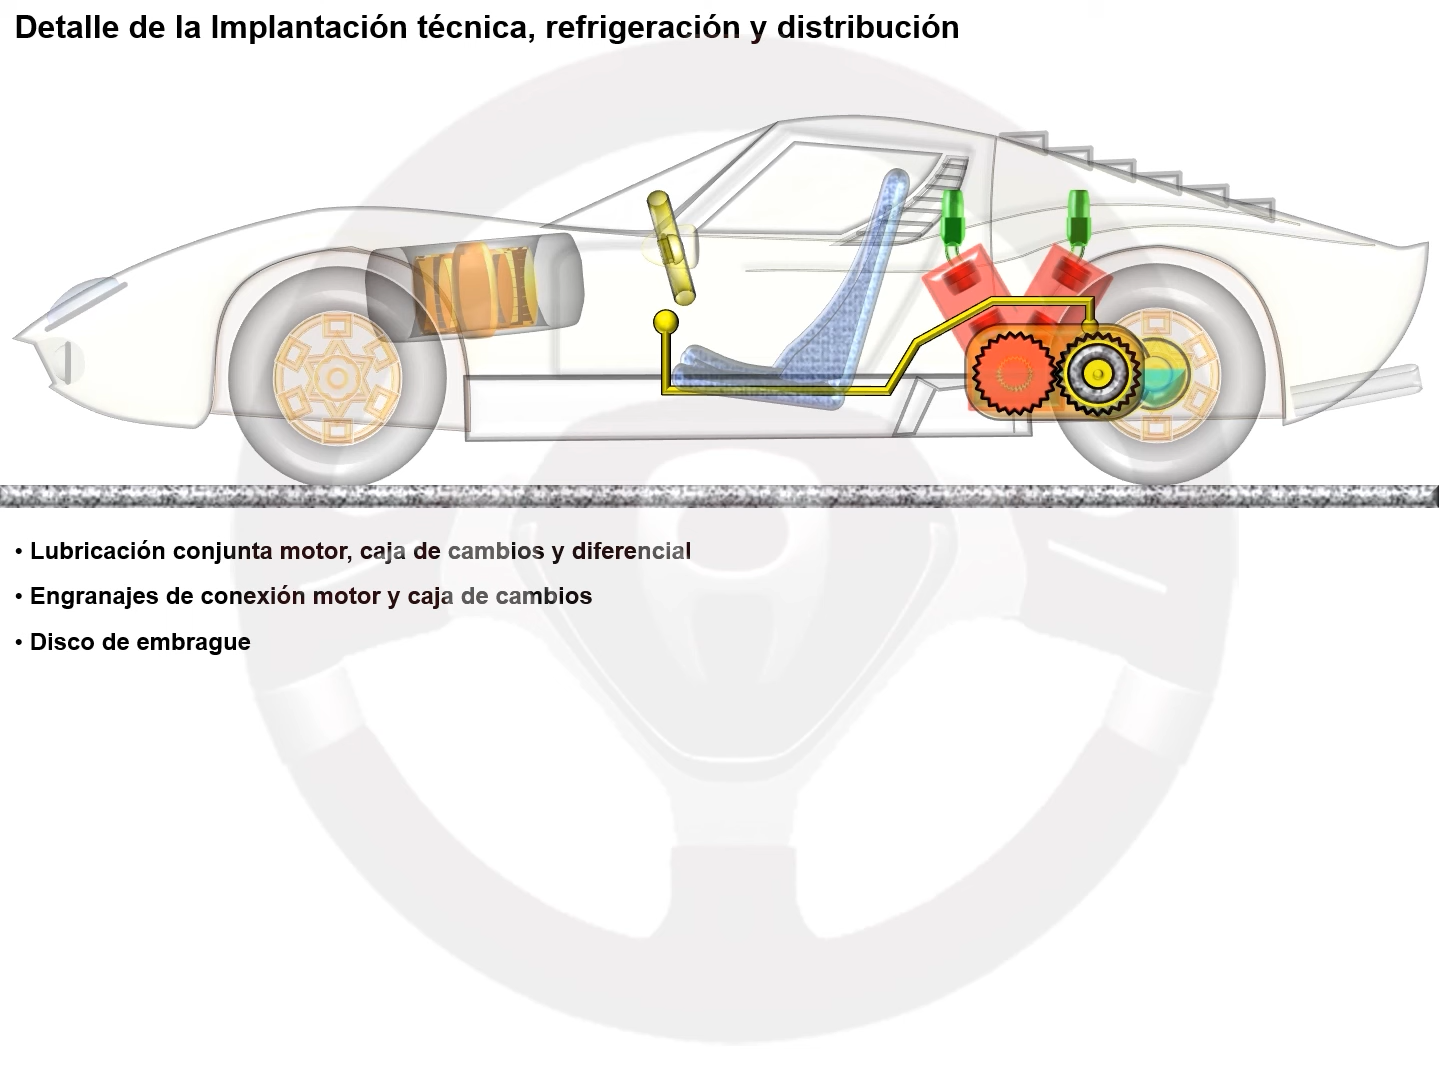 Detalle de la Implantación técnica, refrigeración y distribución
• Lubricación conjunta motor, caja de cambios y diferencial
• Engranajes de conexión motor y caja de cambios
• Disco de embrague